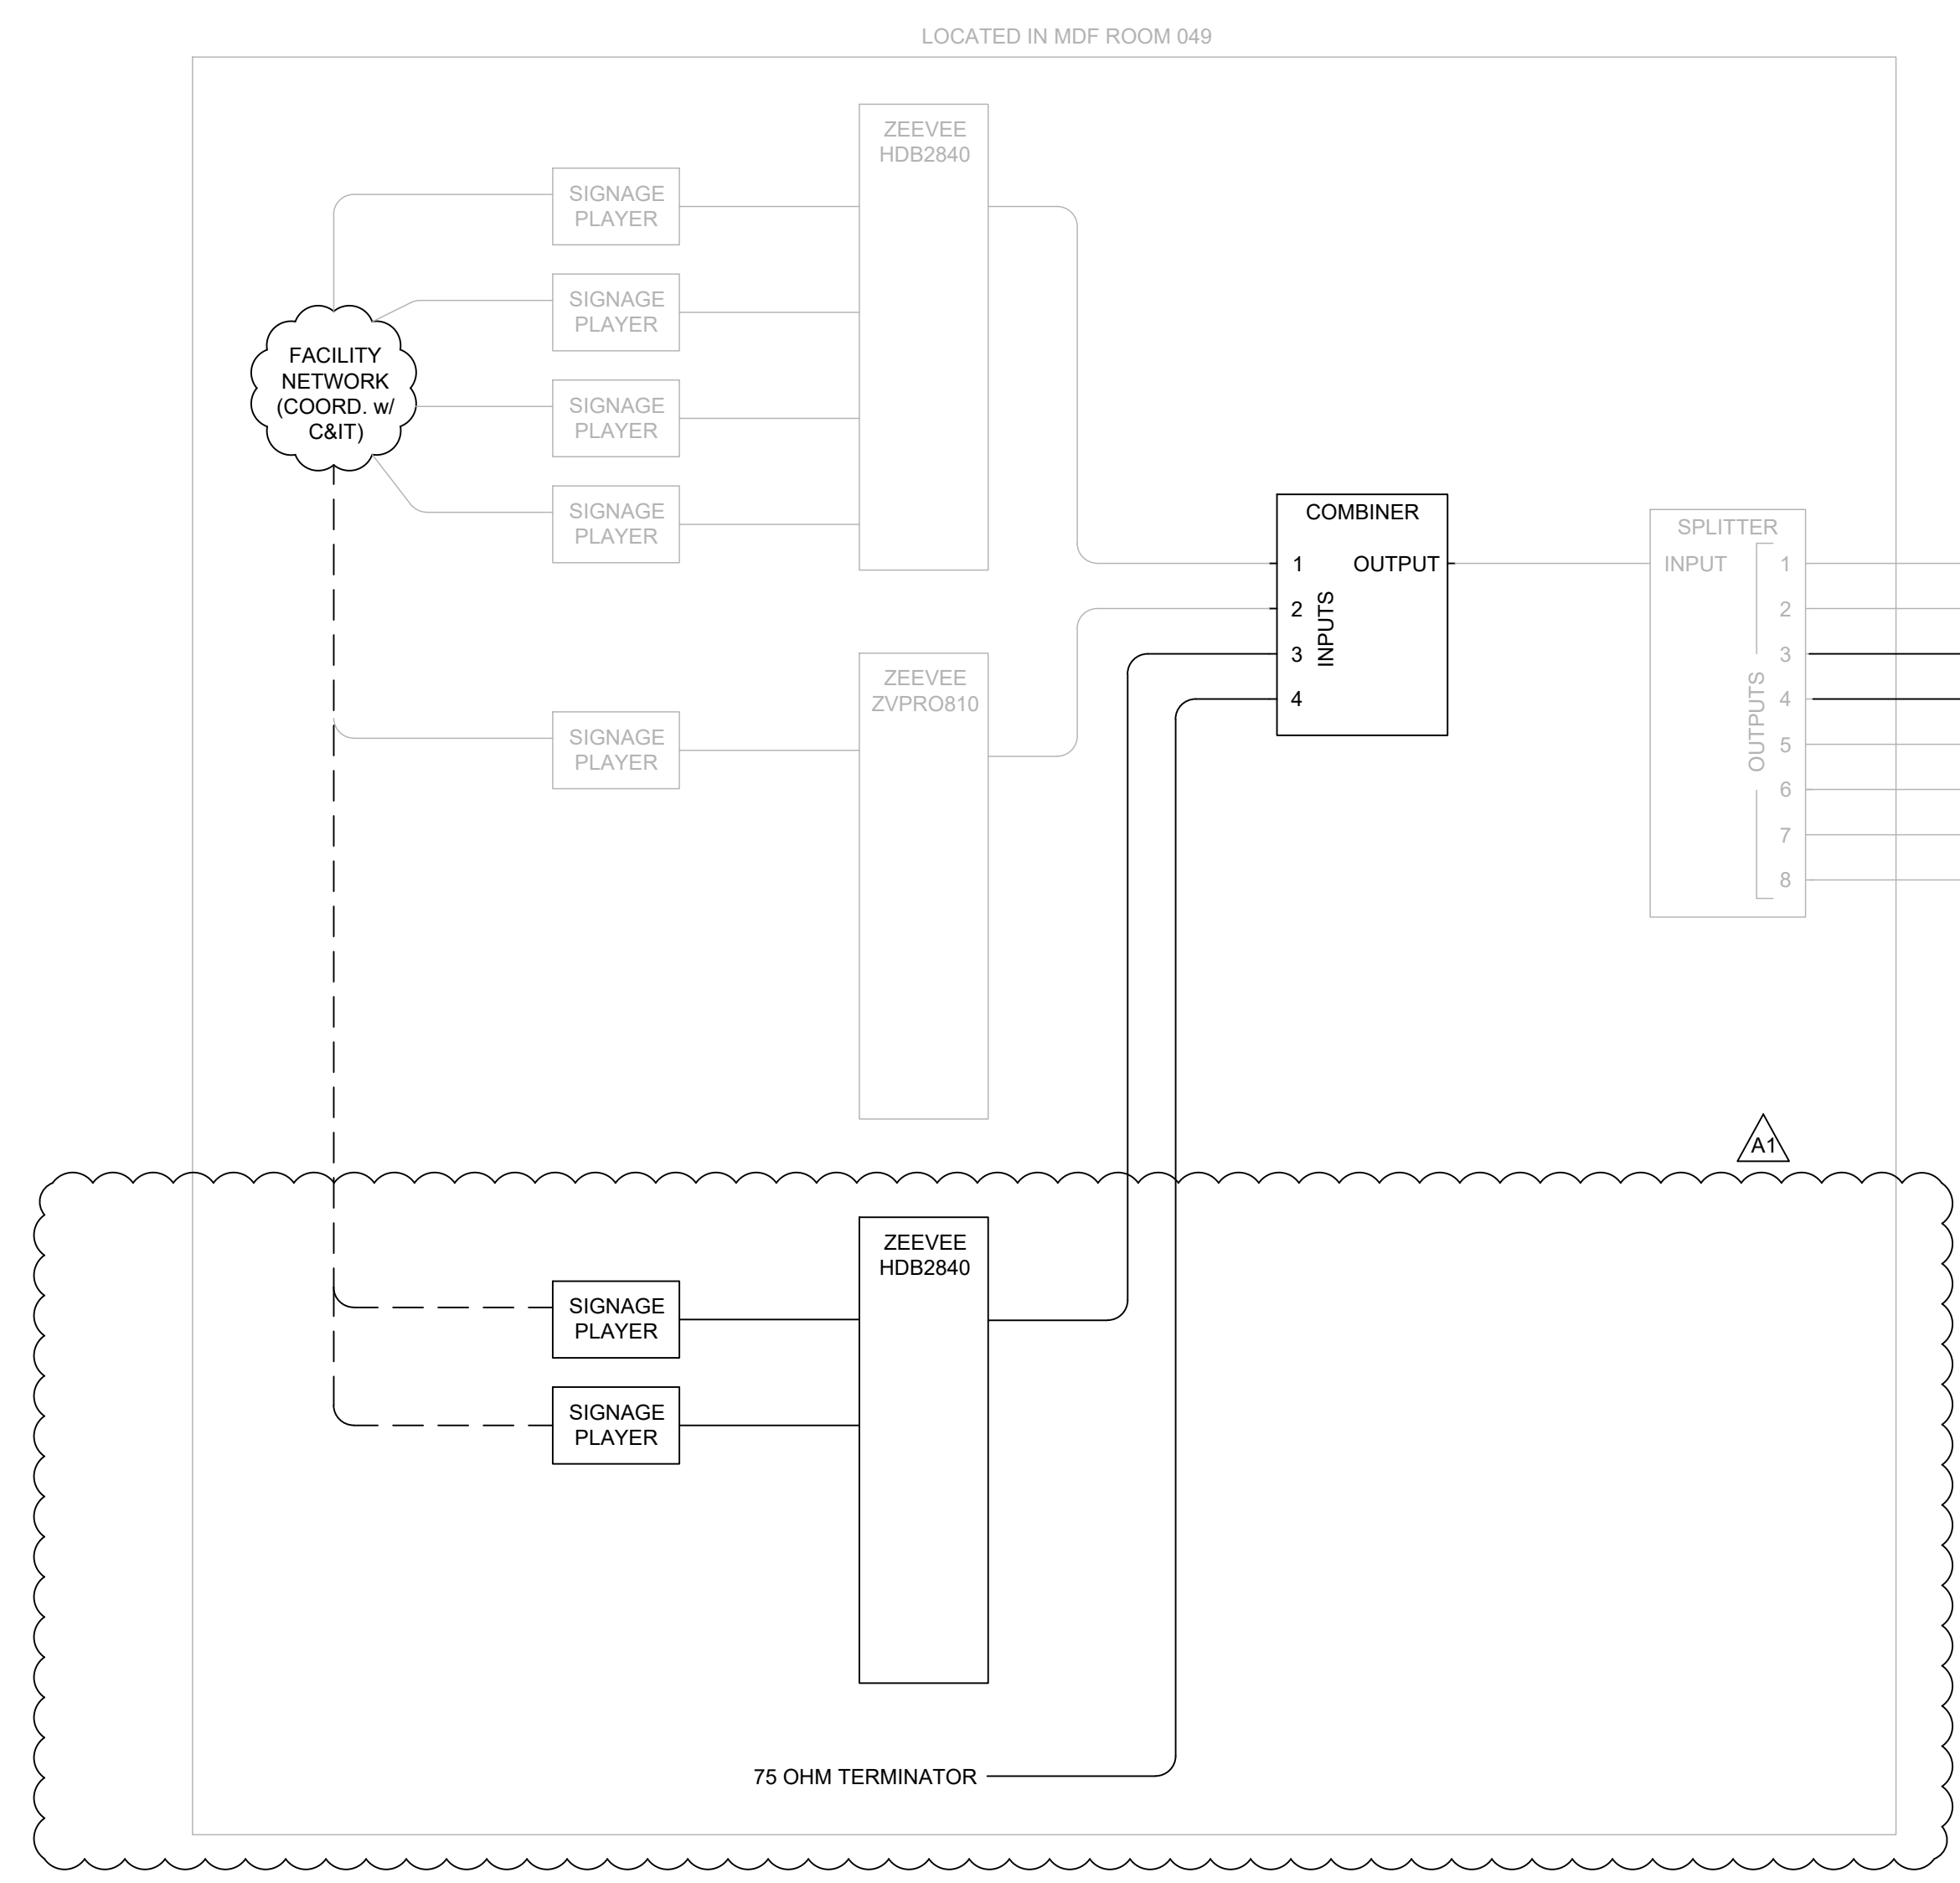 LOCATED IN MDF ROOM 049
ZEEVEE
HDB2840
SIGNAGE
PLAYER
SIGNAGE
PLAYER
SIGNAGE
PLAYER
SIGNAGE
PLAYER
FACILITY
NETWORK
(COORD. w/
C&IT)
COMBINER
1
2
3
4
INPUTS
OUTPUT
SPLITTER
INPUT
OUTPUTS
1
2
3
4
5
6
7
8
ZEEVEE
ZVPRO810
SIGNAGE
PLAYER
A1
ZEEVEE
HDB2840
SIGNAGE
PLAYER
SIGNAGE
PLAYER
75 OHM TERMINATOR